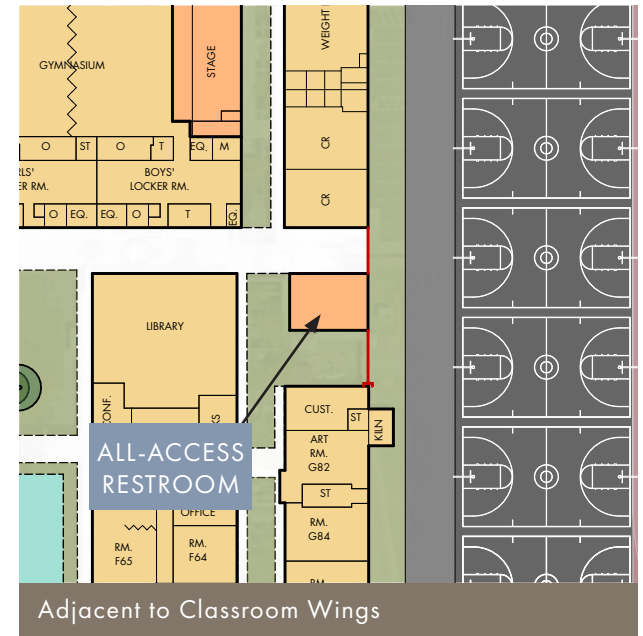 GYMNASIUM
STAGE
WEIGHT
O
ST
O
T
EQ.
M
RLS'
ER RM.
BOYS'
LOCKER RM.
CR
CR
O
EQ.
EQ.
O
T
EQ.
LIBRARY
CONF.
KS
ALL-ACCESS
RESTROOM
CUST.
ST
KILN
ART
RM.
G82
ST
OFFICE
RM.
G84
RM.
F65
RM.
F64
RM.
Adjacent to Classroom Wings